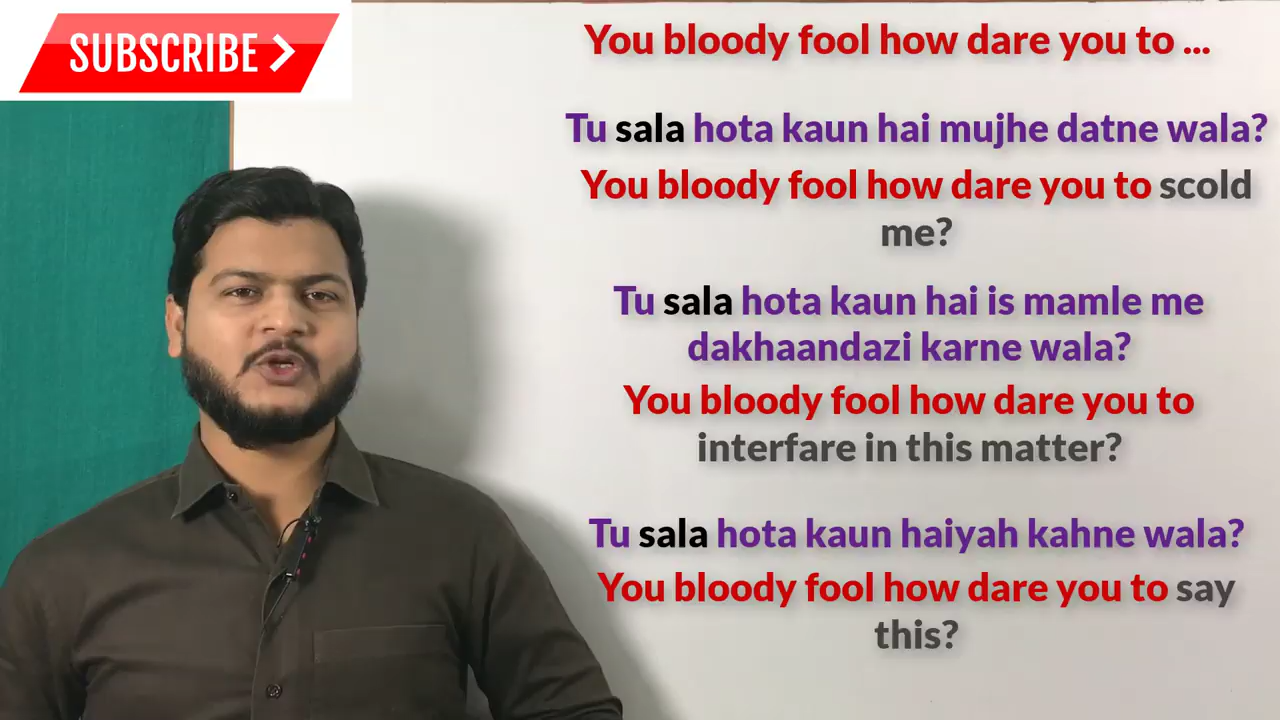 SUBSCRIBE
You bloody fool how dare you to ...
Tu sala hota kaun hai mujhe datne wala?
You bloody fool how dare you to scold
me?
Tu sala hota kaun hai is mamle me
dakhaandazi karne wala?
You bloody fool how dare you to
interfare in this matter?
Tu sala hota kaun haiyah kahne wala?
You bloody fool how dare you to say
this?